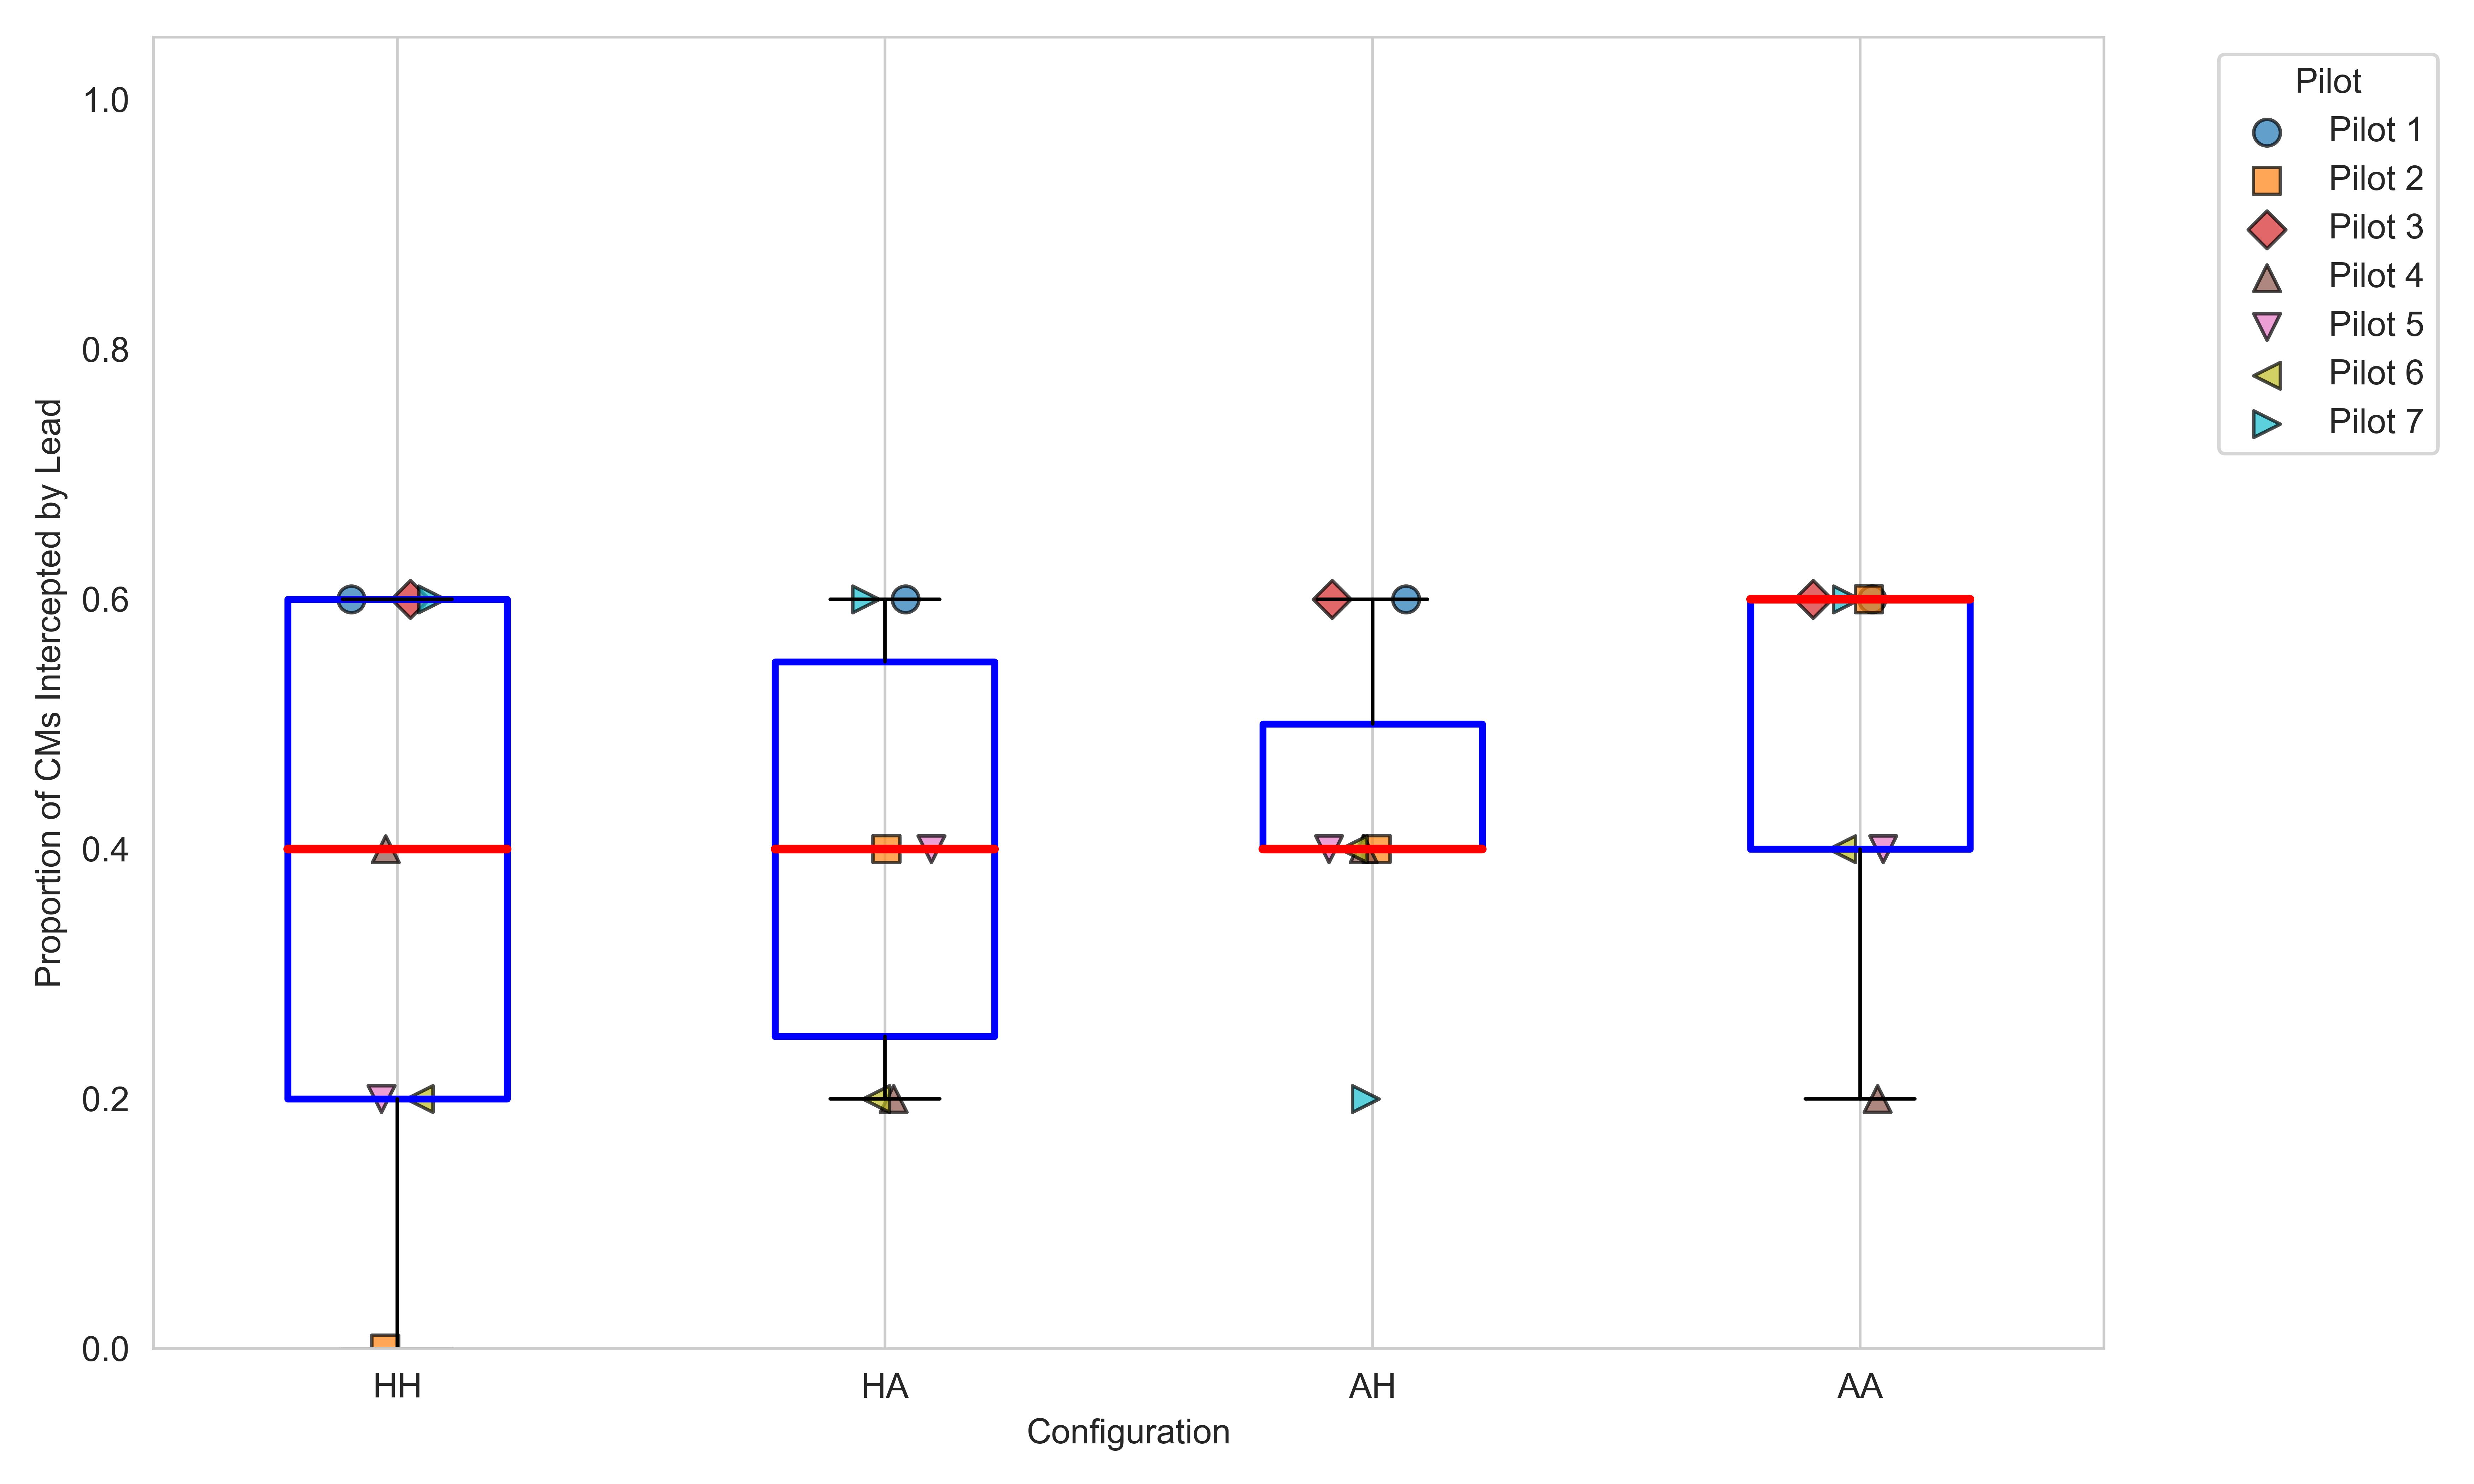 Proportion of CMs Intercepted by Lead
1.0
0.8
0.6
0.4
0.2
0.0
HH
HA
AH
AA
Configuration
Pilot
Pilot 1
Pilot 2
Pilot 3
Pilot 4
Pilot 5
Pilot 6
Pilot 7